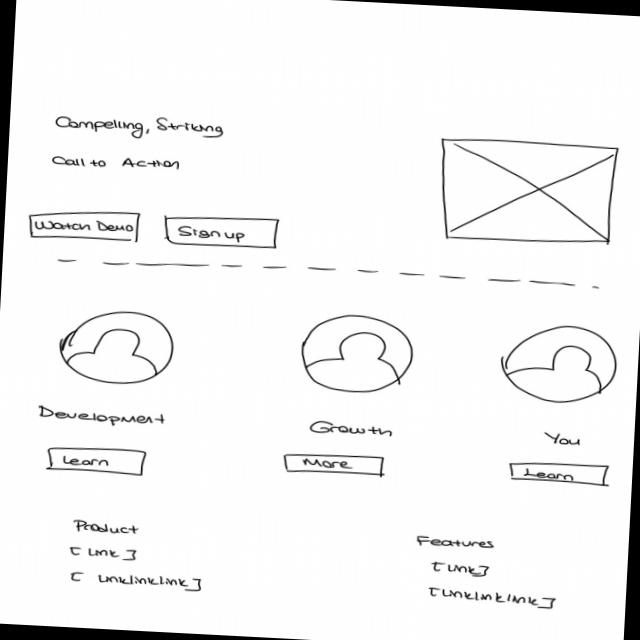 Compelling, Striking
Call to Action
Watch Demo
Sign up
Development
Growth
You
Learn
More
Learn
Product
[Link]
[Linklinklink]
Features
[Link]
[Linklinklink]